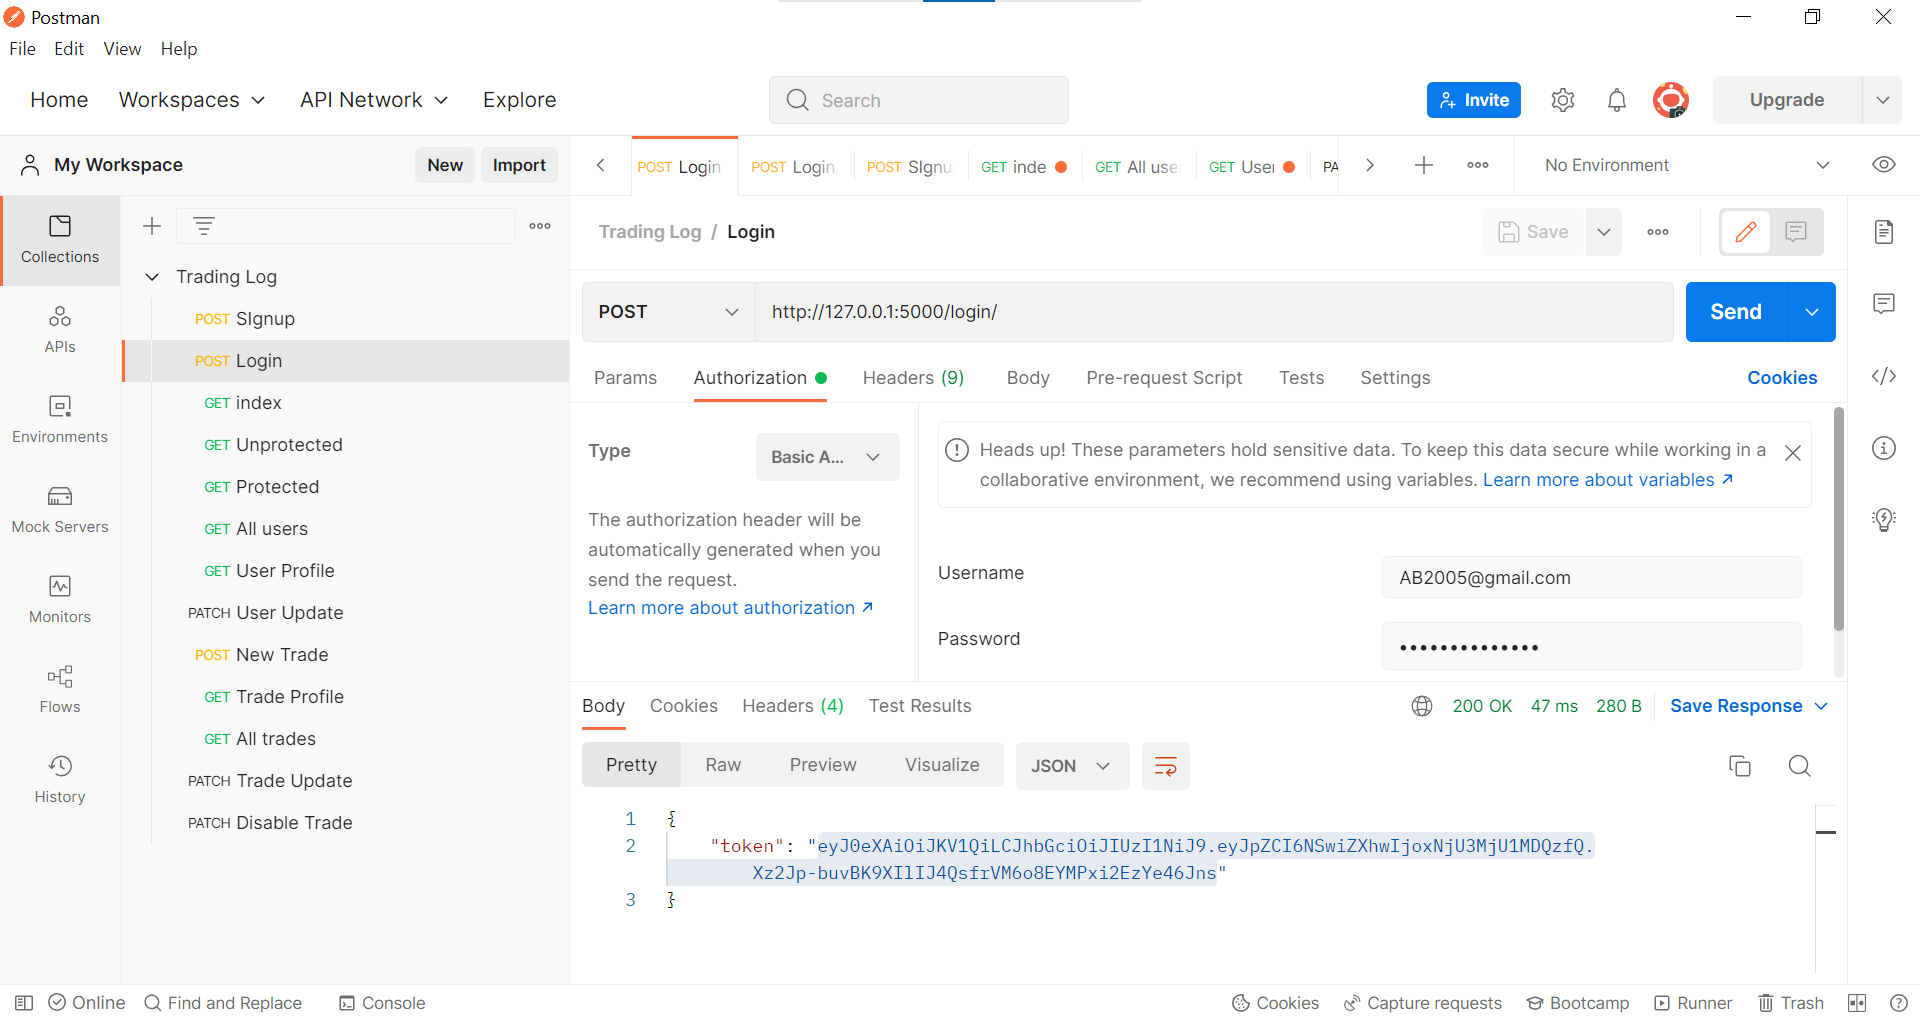 Postman
File Edit View Help
Home Workspaces API Network Explore Search Invite Upgrade
My Workspace New Import
POST Login POST Login POST SIgnu GET inde GET All use GET User PA No Environment
Collections
APIs
Environments
Mock Servers
Monitors
Flows
History
Trading Log
POST SIgnup
POST Login
GET index
GET Unprotected
GET Protected
GET All users
GET User Profile
PATCH User Update
POST New Trade
GET Trade Profile
GET All trades
PATCH Trade Update
PATCH Disable Trade
Trading Log / Login Save
POST http://127.0.0.1:5000/login/ Send
Params Authorization Headers (9) Body Pre-request Script Tests Settings Cookies
Type Basic A...
The authorization header will be
automatically generated when you
send the request.
Learn more about authorization ↗
Heads up! These parameters hold sensitive data. To keep this data secure while working in a
collaborative environment, we recommend using variables. Learn more about variables ↗
Username AB2005@gmail.com
Password ••••••••••••••
Body Cookies Headers (4) Test Results 200 OK 47 ms 280 B Save Response
Pretty Raw Preview Visualize JSON
1 {
2 "token": "eyJ0eXAiOiJKV1QiLCJhbGciOiJIUzI1NiJ9.eyJpZCI6NSwiZXhwIjoxNjU3MjU1MDQzfQ.
Xz2Jp-buvBK9XIlIJ4QsfrVM6o8EYMPxi2EzYe46Jns"
3 }
Online Find and Replace Console Cookies Capture requests Bootcamp Runner Trash